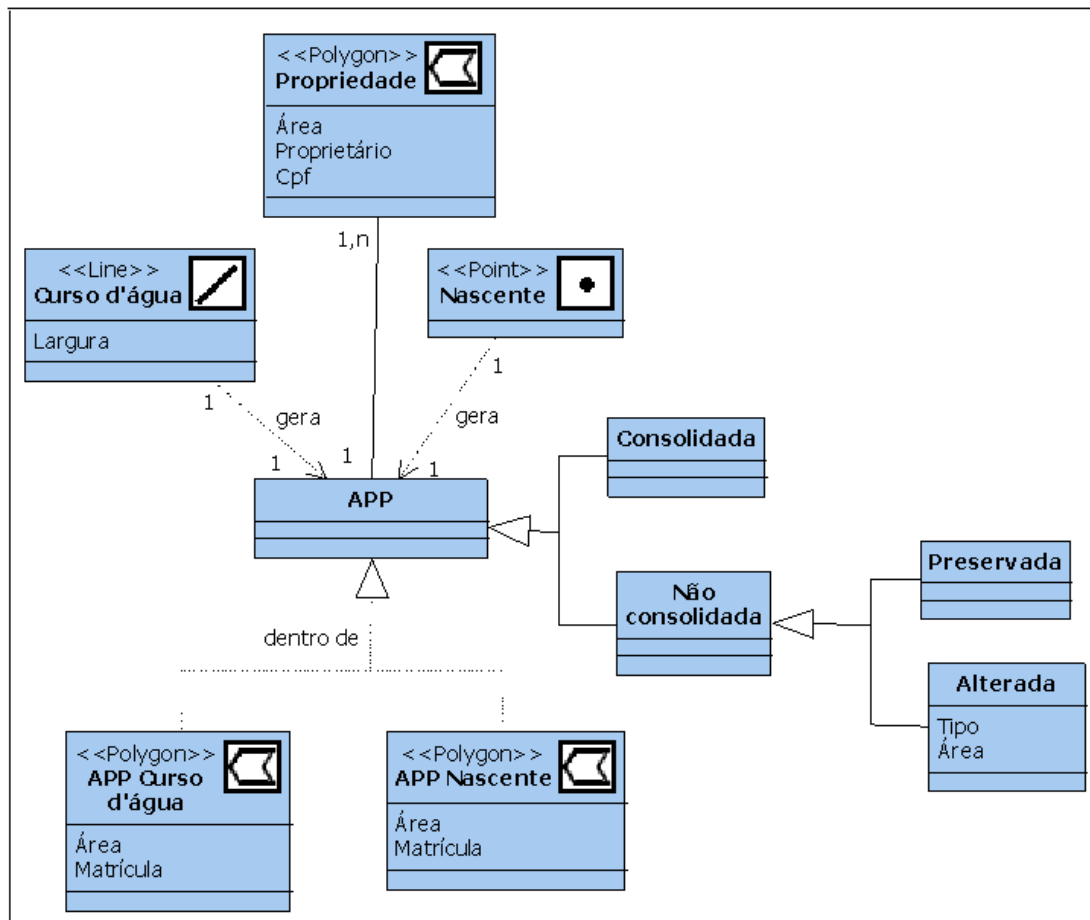 <<Polygon>>
Propriedade
Área
Proprietário
Cpf
1,n
<<Line>>
Curso d'água
Largura
<<Point>>
Nascente
1
gera
1
1
gera
1
1
APP
Consolidada
Não
consolidada
Preservada
Alterada
Tipo
Área
dentro de
<<Polygon>>
APP Curso
d'água
Área
Matrícula
<<Polygon>>
APP Nascente
Área
Matrícula